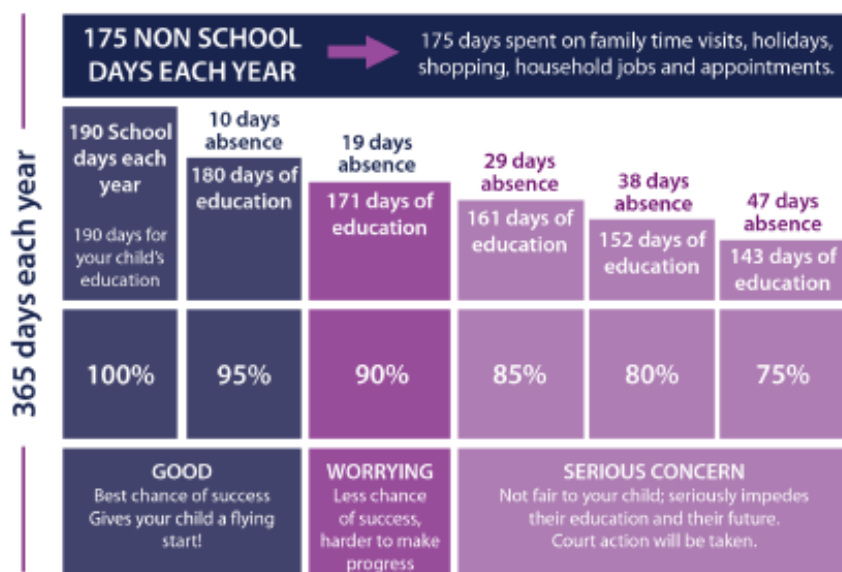 365 days each year
175 NON SCHOOL
DAYS EACH YEAR
175 days spent on family time visits, holidays,
shopping, household jobs and appointments.
190 School
days each
year
190 days for
your child's
education
10 days
absence
180 days of
education
19 days
absence
171 days of
education
29 days
absence
161 days of
education
38 days
absence
152 days of
education
47 days
absence
143 days of
education
100%
95%
90%
85%
80%
75%
GOOD
Best chance of success
Gives your child a flying
start!
WORRYING
Less chance
of success,
harder to make
progress
SERIOUS CONCERN
Not fair to your child; seriously impedes
their education and their future.
Court action will be taken.